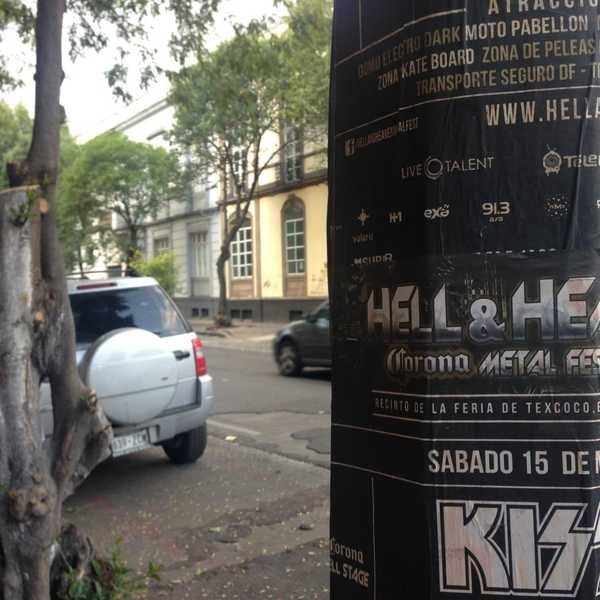 ATRACCIO
DOMO ELECTRO DARK MOTO PABELLON
ZONA KATE BOARD ZONA DE PELEAS
TRANSPORTE SEGURO DF - T
WWW.HELLA
LIVE TALENT
H1 exa 91.3
HELL & HEA
Corona METAL FES
RECINTO DE LA FERIA DE TEXCOCO, E
SABADO 15 DE M
KISS
Corona
LL STAGE